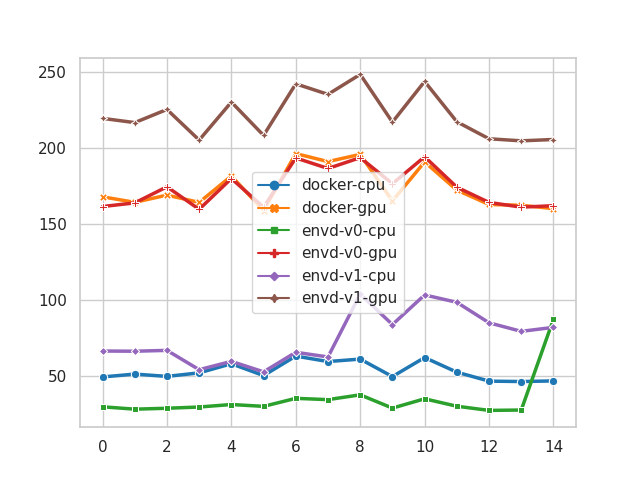 250
200
150
100
50
docker-cpu
docker-gpu
envd-v0-cpu
envd-v0-gpu
envd-v1-cpu
envd-v1-gpu
0 2 4 6 8 10 12 14